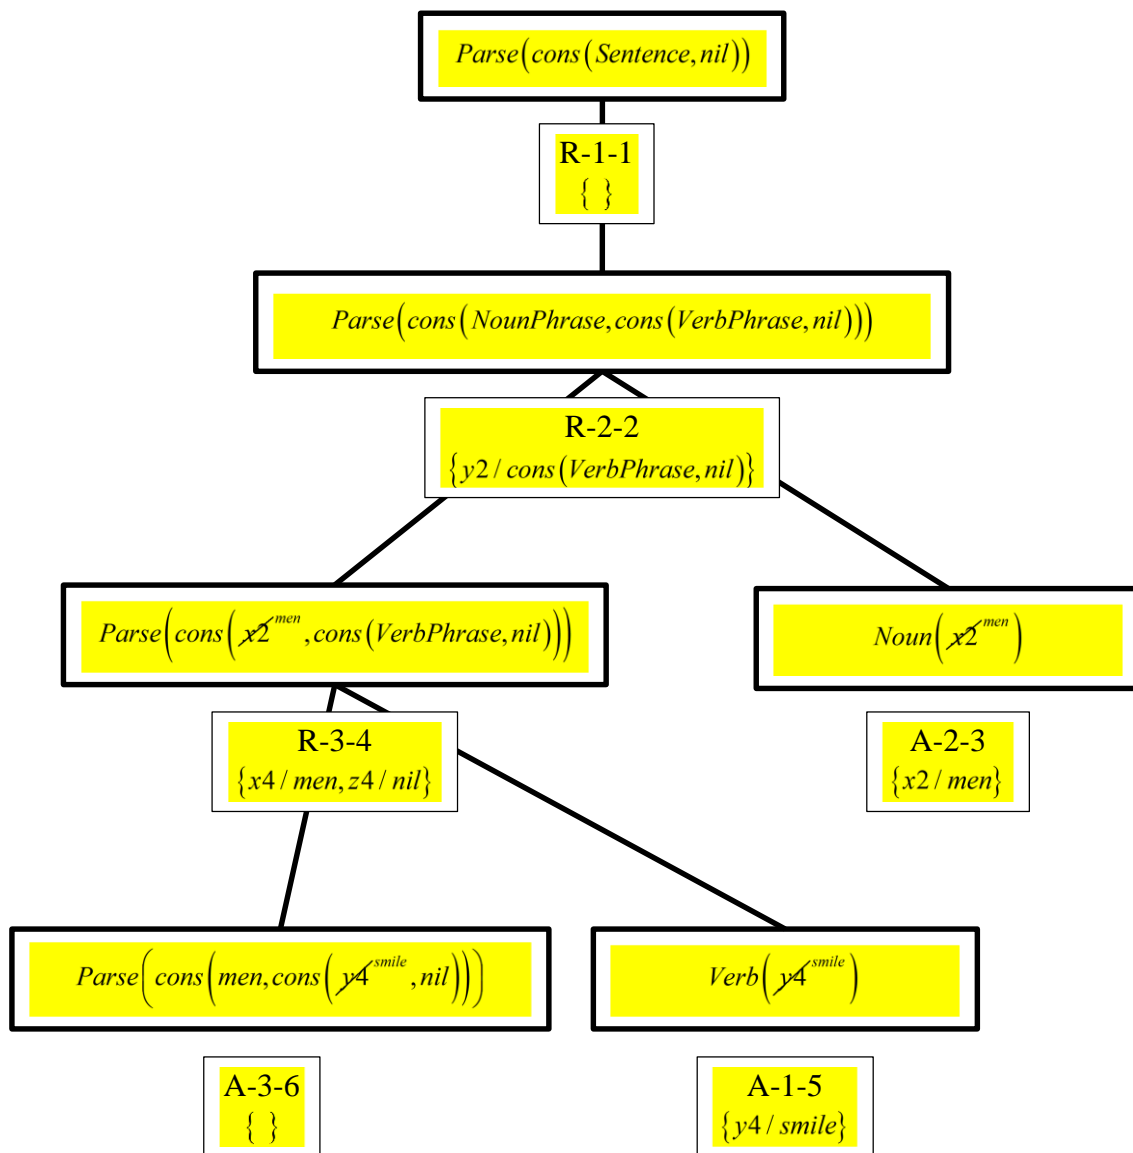 Parse(cons(Sentence,nil))
R-1-1
{ }
Parse(cons(NounPhrase,cons(VerbPhrase,nil)))
R-2-2
{y2 / cons(VerbPhrase,nil)}
Parse(cons(x2 men,cons(VerbPhrase,nil)))
Noun(x2 men)
R-3-4
{x4 / men,z4 / nil}
A-2-3
{x2 / men}
Parse(cons(men,cons(y4 smile,nil)))
Verb(y4 smile)
A-3-6
{ }
A-1-5
{y4 / smile}